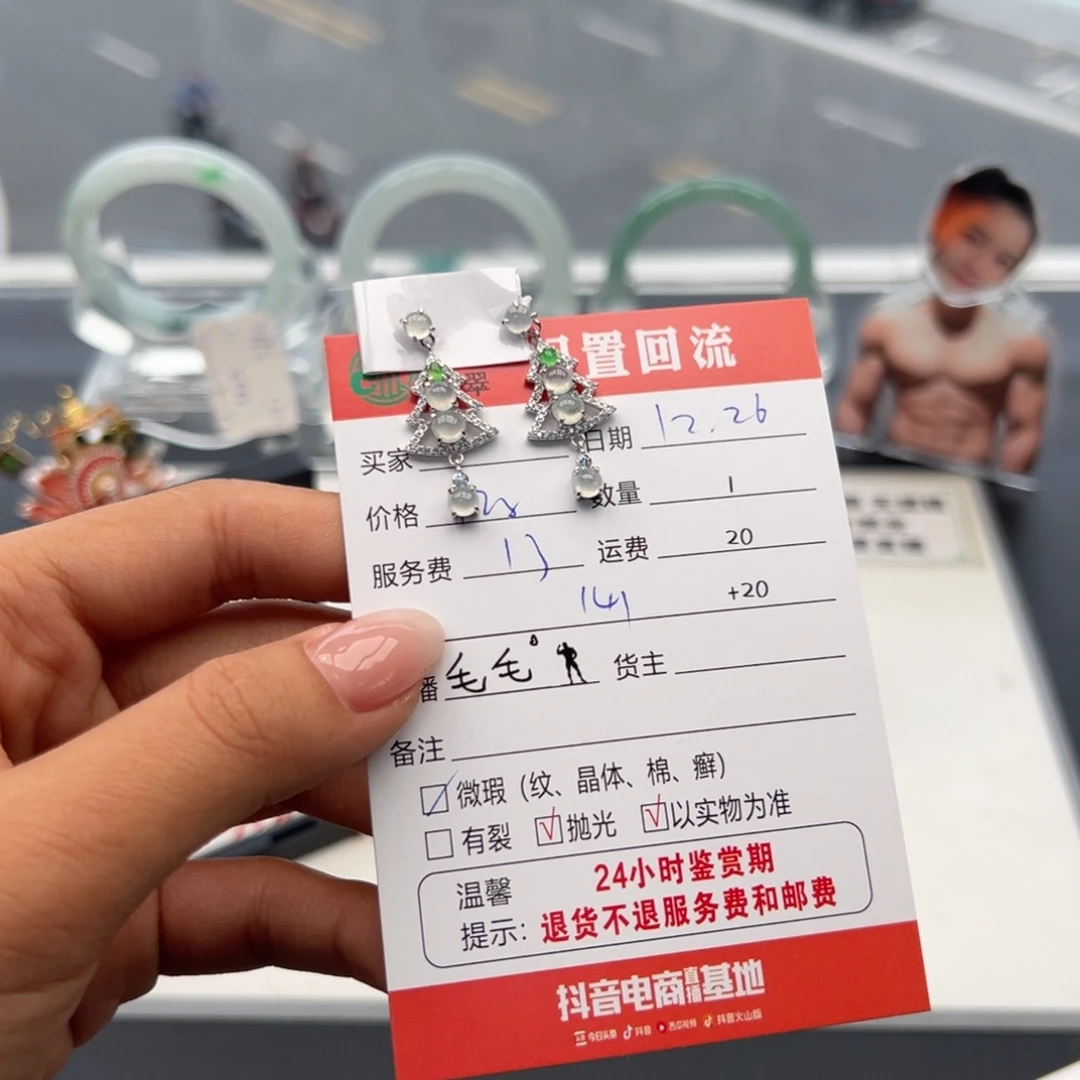 翠 闲置回流
买家 日期 12.26
价格 28 数量 1
服务费 13 运费 20
141 +20
播 毛毛 货主
备注
微瑕（纹、晶体、棉、癣）
有裂 √抛光 √以实物为准
温馨 24小时鉴赏期
提示: 退货不退服务费和邮费
抖音电商直播基地
今日头条 抖音 西瓜视频 抖音火山版